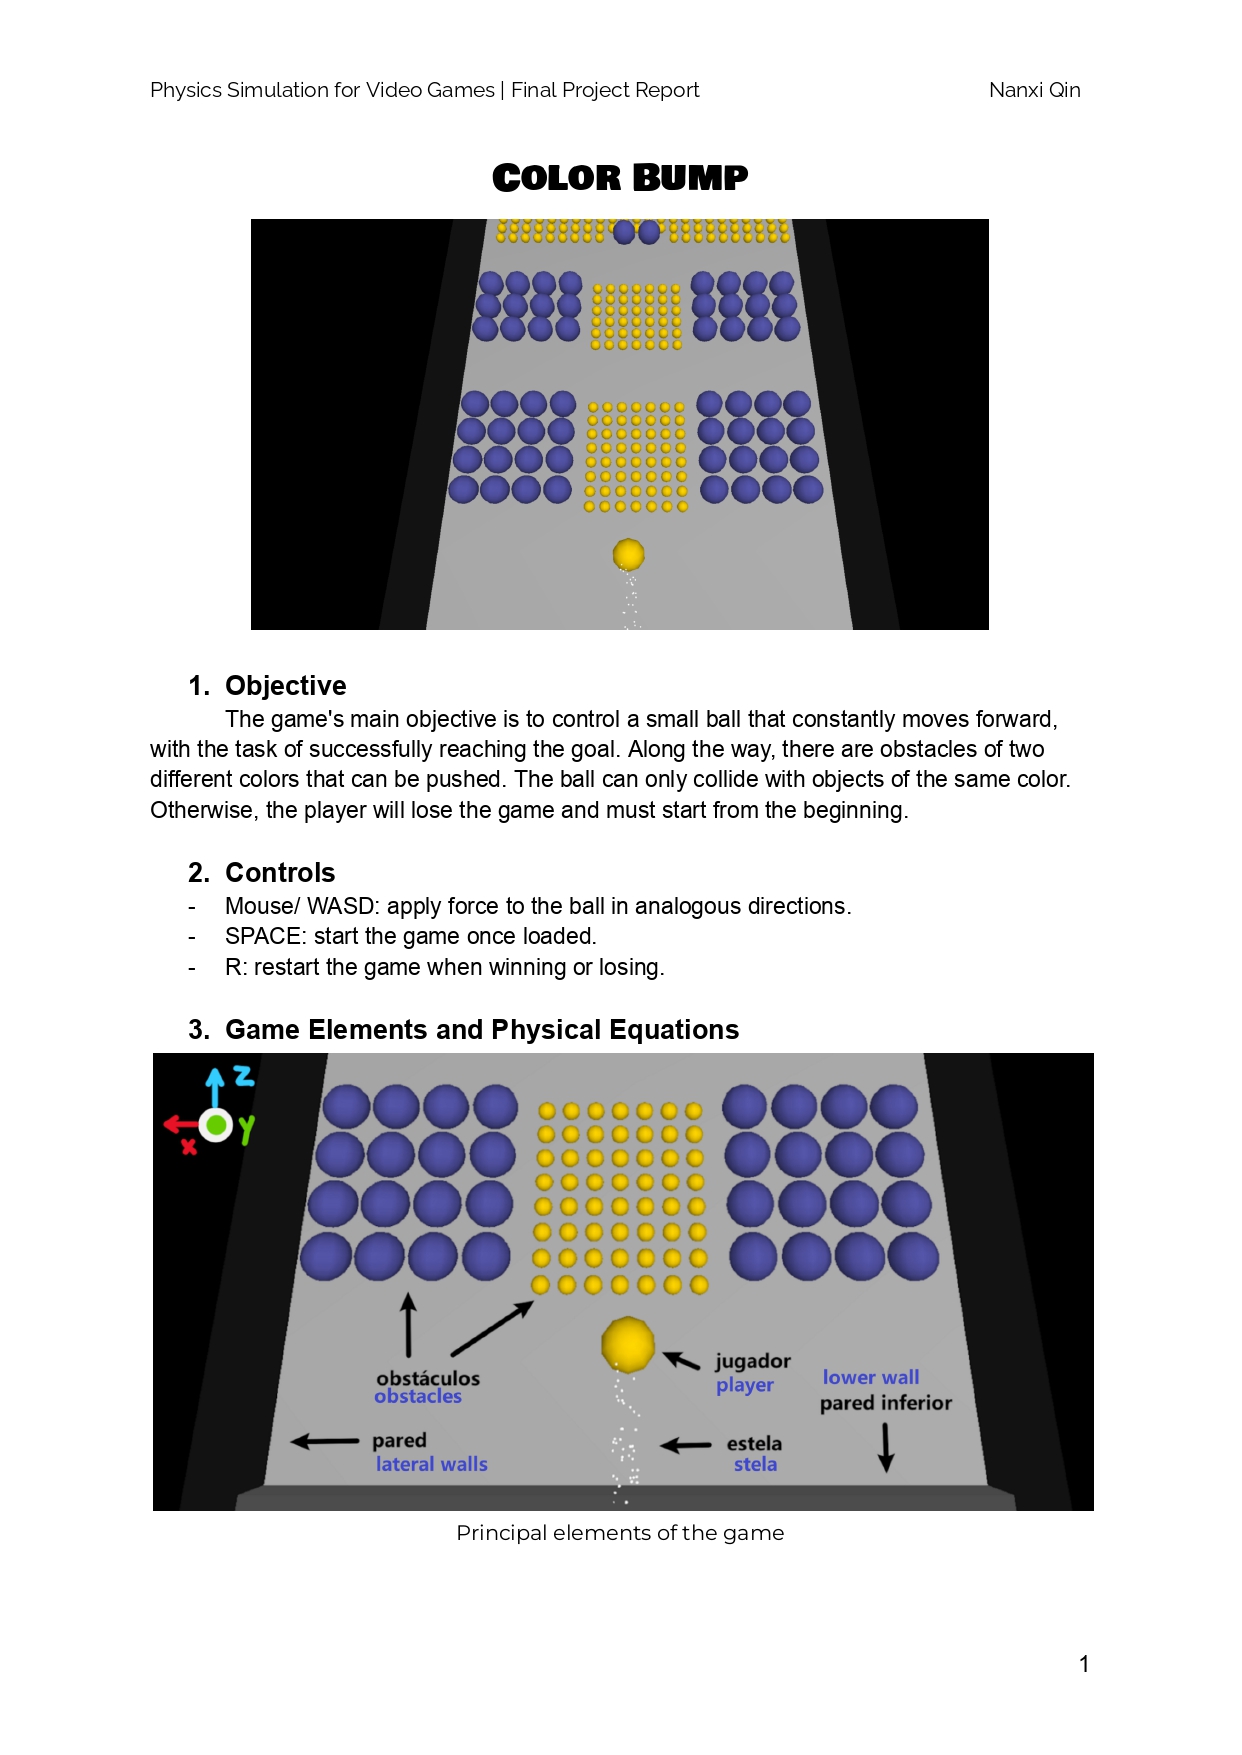 Physics Simulation for Video Games | Final Project Report Nanxi Qin
COLOR BUMP
1. Objective
The game's main objective is to control a small ball that constantly moves forward,
with the task of successfully reaching the goal. Along the way, there are obstacles of two
different colors that can be pushed. The ball can only collide with objects of the same color.
Otherwise, the player will lose the game and must start from the beginning.
2. Controls
- Mouse/ WASD: apply force to the ball in analogous directions.
- SPACE: start the game once loaded.
- R: restart the game when winning or losing.
3. Game Elements and Physical Equations
z
x
y
obstáculos
obstacles
jugador
player
lower wall
pared inferior
pared
lateral walls
estela
stela
Principal elements of the game
1